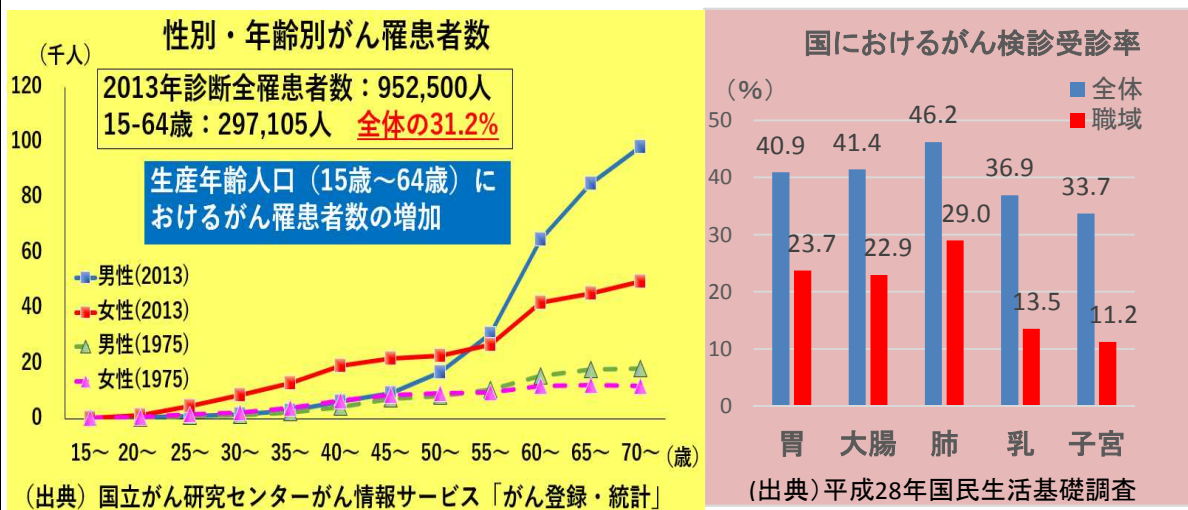 性別・年齢別がん罹患者数
（千人）
120
100
80
60
40
20
0
2013年診断全罹患者数：952,500人
15-64歳：297,105人　全体の31.2%
生産年齢人口（15歳～64歳）に
おけるがん罹患者数の増加
男性(2013)
女性(2013)
男性(1975)
女性(1975)
15～ 20～ 25～ 30～ 35～ 40～ 45～ 50～ 55～ 60～ 65～ 70～ (歳)
（出典）国立がん研究センターがん情報サービス「がん登録・統計」
国におけるがん検診受診率
（%）
全体
職域
50
40
30
20
10
0
40.9
23.7
41.4
22.9
46.2
29.0
36.9
13.5
33.7
11.2
胃 大腸 肺 乳 子宮
(出典）平成28年国民生活基礎調査